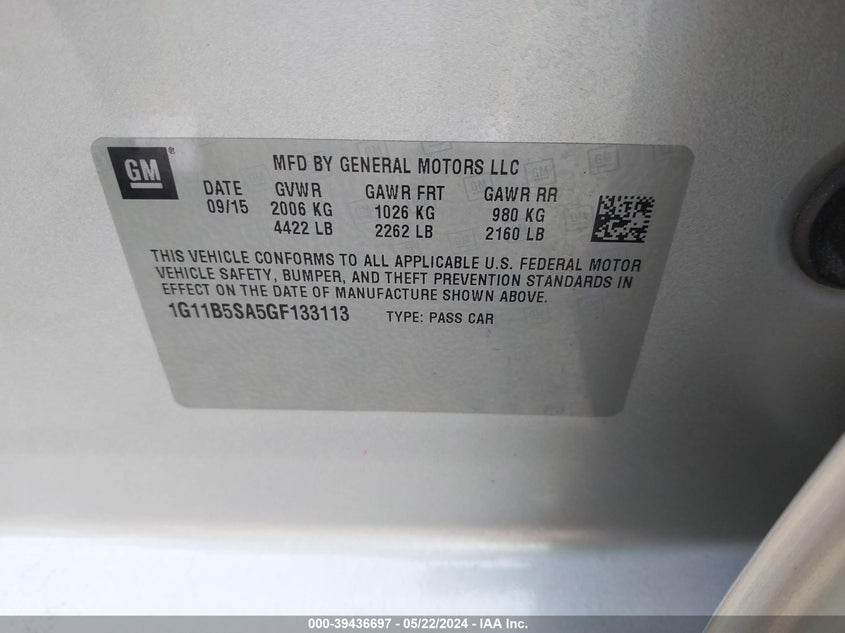 GM ® MFD BY GENERAL MOTORS LLC
DATE GVWR GAWR FRT GAWR RR
09/15 2006 KG 1026 KG 980 KG
4422 LB 2262 LB 2160 LB
THIS VEHICLE CONFORMS TO ALL APPLICABLE U.S. FEDERAL MOTOR
VEHICLE SAFETY, BUMPER, AND THEFT PREVENTION STANDARDS IN
EFFECT ON THE DATE OF MANUFACTURE SHOWN ABOVE.
1G11B5SA5GF133113 TYPE: PASS CAR
000-39436697 - 05/22/2024 - IAA Inc.